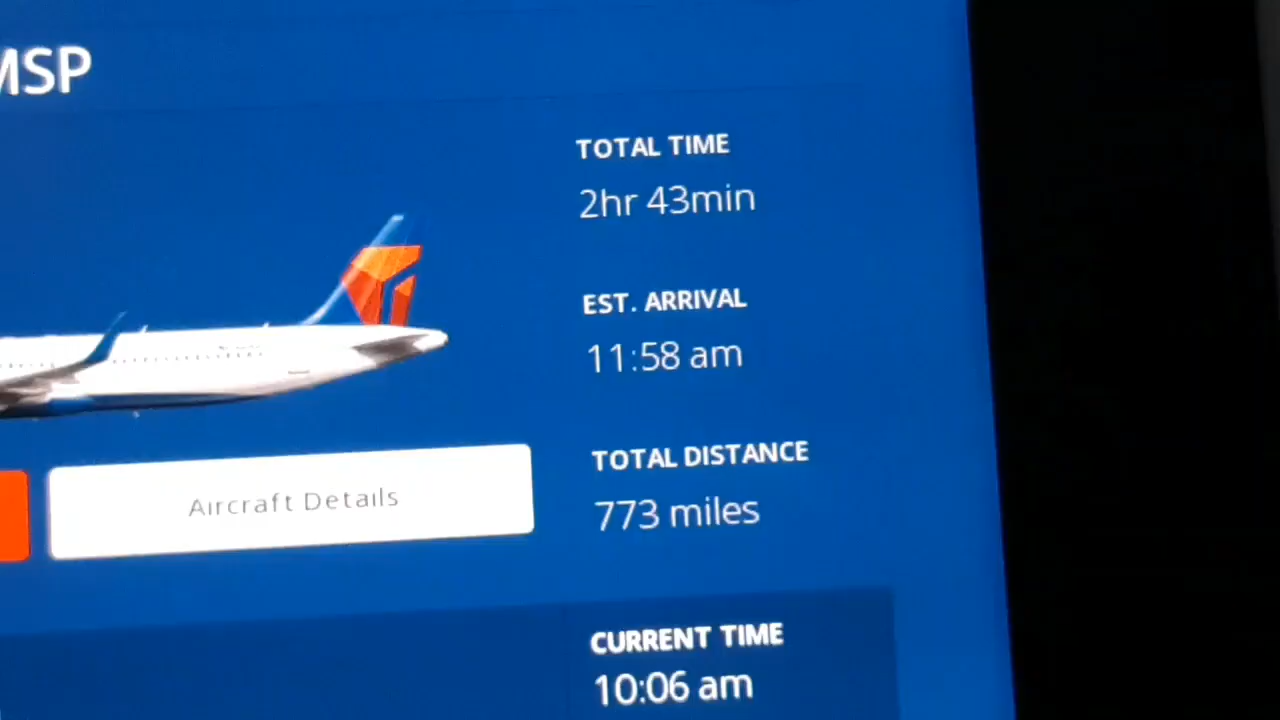 MSP
TOTAL TIME
2hr 43min
EST. ARRIVAL
11:58 am
TOTAL DISTANCE
773 miles
Aircraft Details
CURRENT TIME
10:06 am